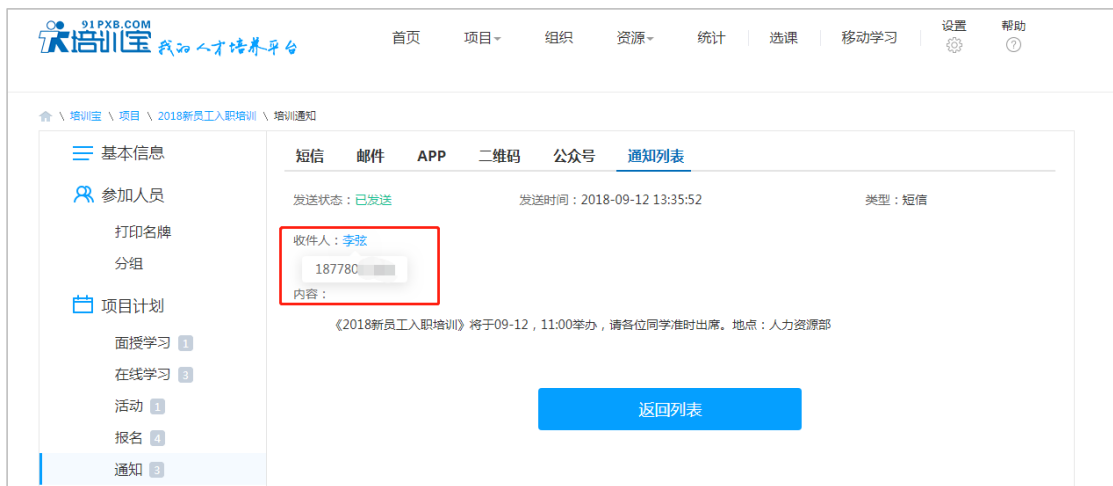 91PXB.COM
培训宝 我的人才培养平台
首页 项目 组织 资源 统计 选课 移动学习 设置 帮助
\ 培训宝 \ 项目 \ 2018新员工入职培训 \ 培训通知
基本信息
参加人员
打印名牌
分组
项目计划
面授学习 1
在线学习 3
活动 1
报名 4
通知 3
短信 邮件 APP 二维码 公众号 通知列表
发送状态：已发送 发送时间：2018-09-12 13:35:52 类型：短信
收件人：李弦
187780
内容：
《2018新员工入职培训》将于09-12，11:00举办，请各位同学准时出席。地点：人力资源部
返回列表